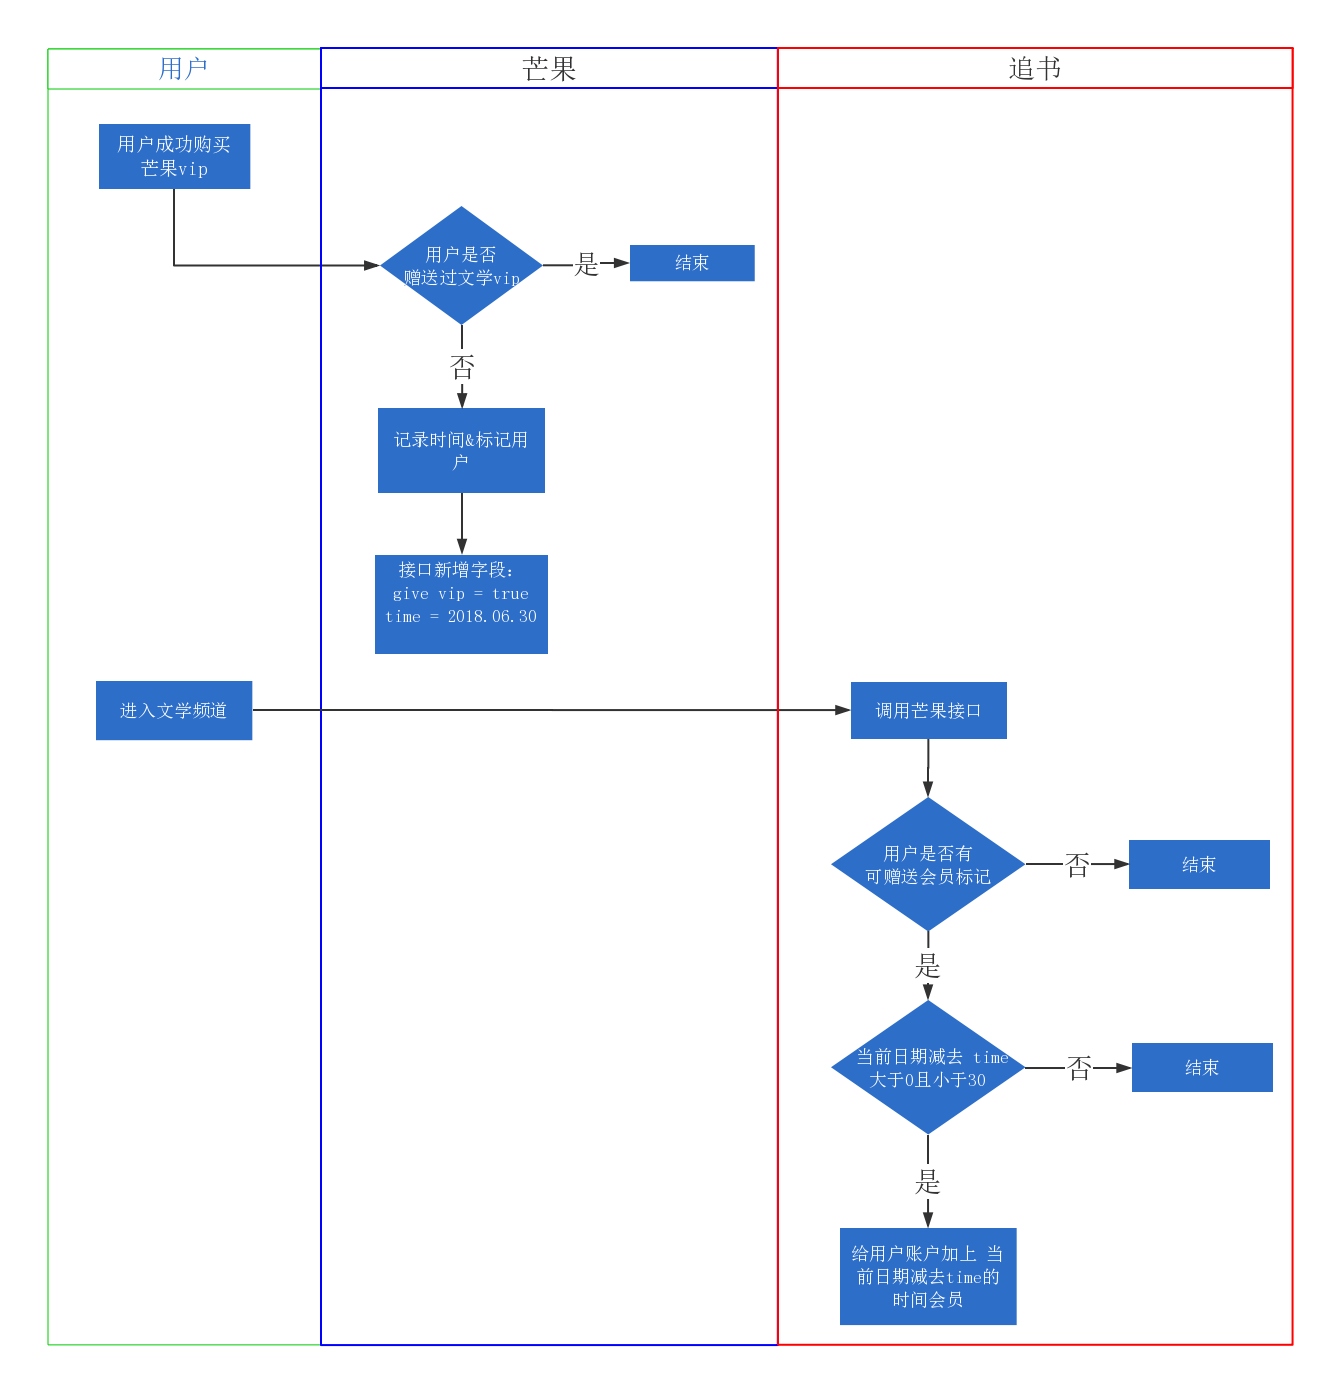 用户
芒果
追书
用户成功购买
芒果vip
用户是否
赠送过文学vip
是
结束
否
记录时间&标记用
户
接口新增字段：
give vip = true
time = 2018.06.30
进入文学频道
调用芒果接口
用户是否有
可赠送会员标记
否
结束
是
当前日期减去 time
大于0且小于30
否
结束
是
给用户账户加上 当
前日期减去time的
时间会员